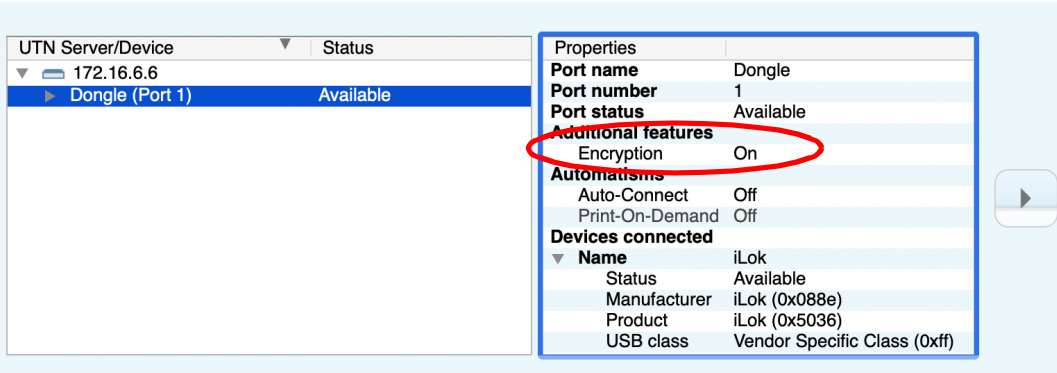 UTN Server/Device Status
172.16.6.6
Dongle (Port 1) Available
Properties
Port name Dongle
Port number 1
Port status Available
Additional features
Encryption On
Automatisms
Auto-Connect Off
Print-On-Demand Off
Devices connected
Name iLok
Status Available
Manufacturer iLok (0x088e)
Product iLok (0x5036)
USB class Vendor Specific Class (0xff)